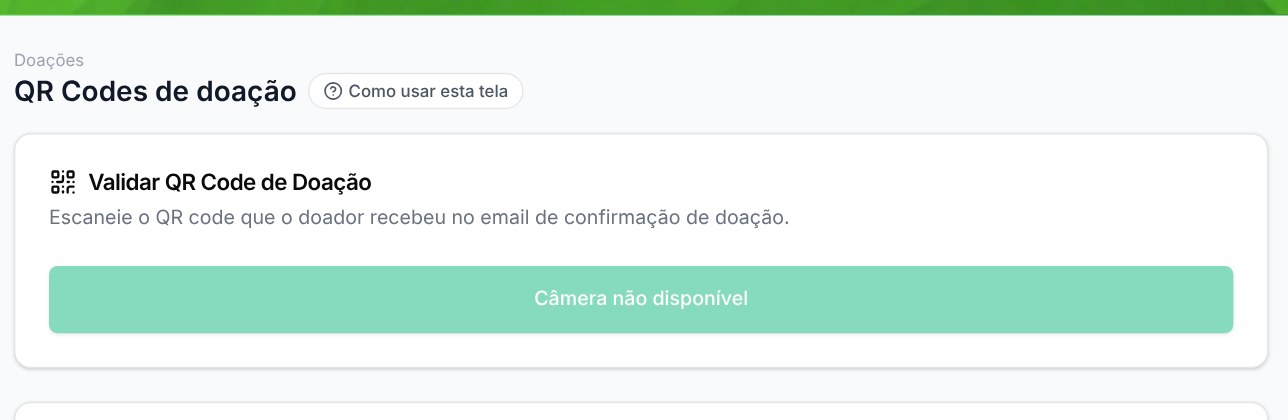 Doações
QR Codes de doação
Como usar esta tela
Validar QR Code de Doação
Escaneie o QR code que o doador recebeu no email de confirmação de doação.
Câmera não disponível